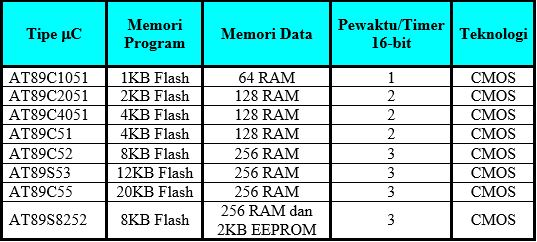 Tipe µC Memori Program Memori Data Pewaktu/Timer 16-bit Teknologi
AT89C1051 1KB Flash 64 RAM 1 CMOS
AT89C2051 2KB Flash 128 RAM 2 CMOS
AT89C4051 4KB Flash 128 RAM 2 CMOS
AT89C51 4KB Flash 128 RAM 2 CMOS
AT89C52 8KB Flash 256 RAM 3 CMOS
AT89S53 12KB Flash 256 RAM 3 CMOS
AT89C55 20KB Flash 256 RAM 3 CMOS
AT89S8252 8KB Flash 256 RAM dan 2KB EEPROM 3 CMOS